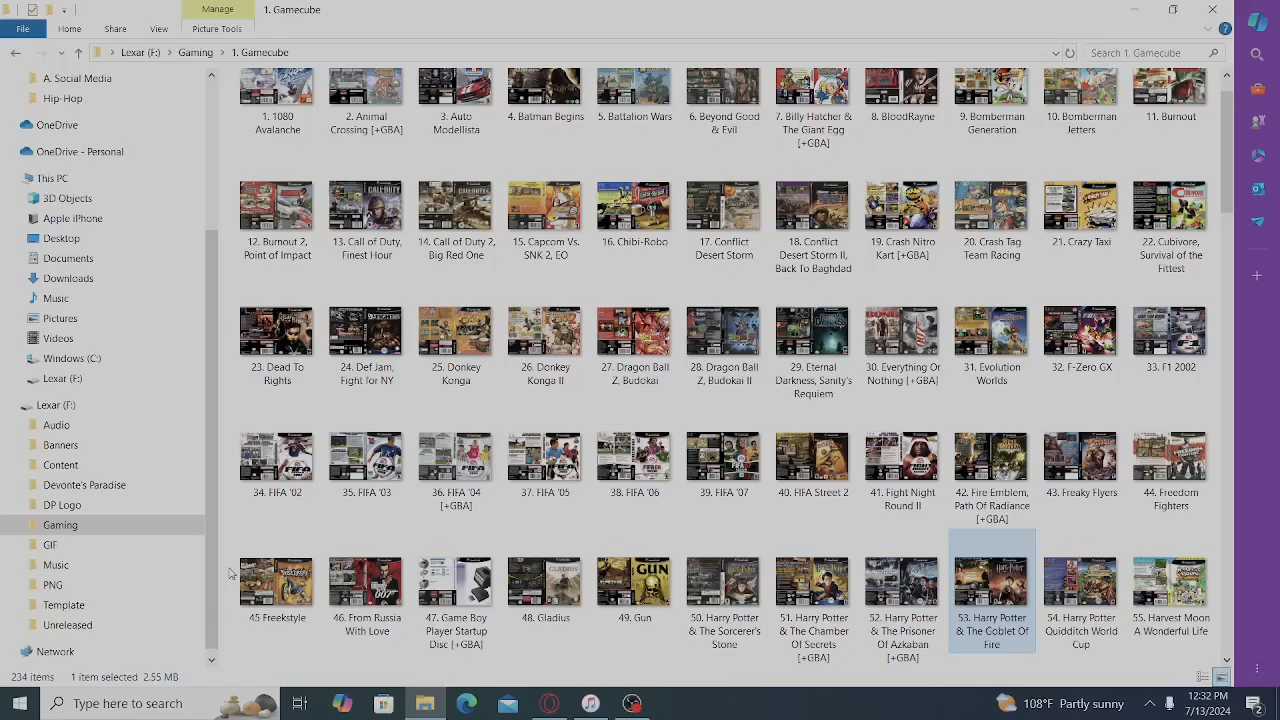 Manage
1. Gamecube
File
Home
Share
View
Picture Tools
Lexar (F:)
Gaming
1. Gamecube
Search 1. Gamecube
A. Social Media
Hip-Hop
OneDrive
OneDrive - Personal
This PC
3D Objects
Apple iPhone
Desktop
Documents
Downloads
Music
Pictures
Videos
Windows (C:)
Lexar (F:)
Lexar (F:)
Audio
Banners
Content
Devonte's Paradise
DP Logo
Gaming
GIF
Music
PNG
Template
Unreleased
Network
1. 1080
Avalanche
2. Animal
Crossing [+GBA]
3. Auto
Modellista
4. Batman Begins
5. Battalion Wars
6. Beyond Good
& Evil
7. Billy Hatcher &
The Giant Egg
[+GBA]
8. BloodRayne
9. Bomberman
Generation
10. Bomberman
Jetters
11. Burnout
12. Burnout 2,
Point of Impact
13. Call of Duty,
Finest Hour
14. Call of Duty 2,
Big Red One
15. Capcom Vs.
SNK 2, EO
16. Chibi-Robo
17. Conflict
Desert Storm
18. Conflict
Desert Storm II,
Back To Baghdad
19. Crash Nitro
Kart [+GBA]
20. Crash Tag
Team Racing
21. Crazy Taxi
22. Cubivore,
Survival of the
Fittest
23. Dead To
Rights
24. Def Jam,
Fight for NY
25. Donkey
Konga
26. Donkey
Konga II
27. Dragon Ball
Z, Budokai
28. Dragon Ball
Z, Budokai II
29. Eternal
Darkness, Sanity's
Requiem
30. Everything Or
Nothing [+GBA]
31. Evolution
Worlds
32. F-Zero GX
33. F1 2002
34. FIFA '02
35. FIFA '03
36. FIFA '04
[+GBA]
37. FIFA '05
38. FIFA '06
39. FIFA '07
40. FIFA Street 2
41. Fight Night
Round II
42. Fire Emblem,
Path Of Radiance
[+GBA]
43. Freaky Flyers
44. Freedom
Fighters
45 Freekstyle
46. From Russia
With Love
47. Game Boy
Player Startup
Disc [+GBA]
48. Gladius
49. Gun
50. Harry Potter
& The Sorcerer's
Stone
51. Harry Potter
& The Chamber
Of Secrets
[+GBA]
52. Harry Potter
& The Prisoner
Of Azkaban
[+GBA]
53. Harry Potter
& The Goblet Of
Fire
54. Harry Potter
Quidditch World
Cup
55. Harvest Moon
A Wonderful Life
234 items
1 item selected 2.55 MB
Type here to search
108°F Partly sunny
12:32 PM
7/13/2024
2